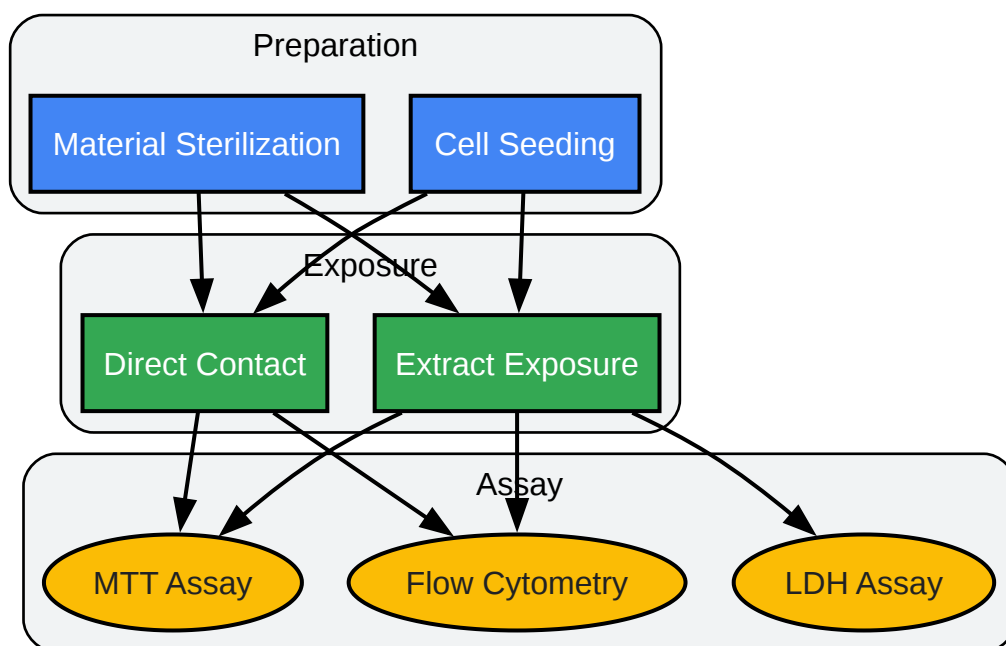 Preparation
Material Sterilization
Cell Seeding
Exposure
Direct Contact
Extract Exposure
Assay
MTT Assay
Flow Cytometry
LDH Assay